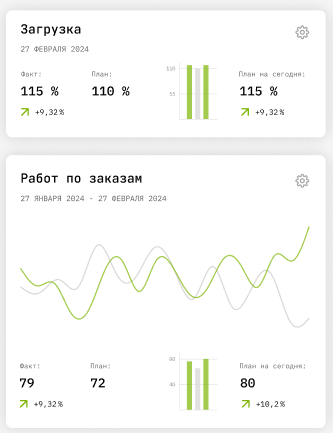 Загрузка
27 ФЕВРАЛЯ 2024
Факт: План: План на сегодня:
115 % 110 % 115 %
110
55
+9,32% +9,32%
Работ по заказам
27 ЯНВАРЯ 2024 - 27 ФЕВРАЛЯ 2024
Факт: План: План на сегодня:
79 72 80
80
40
+9,32% +10,2%